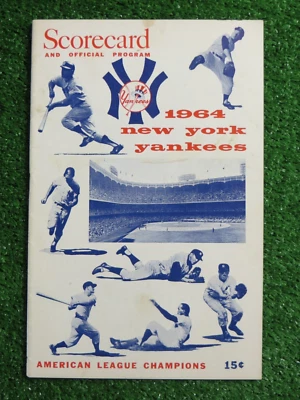 Scorecard
AND OFFICIAL PROGRAM
Yankees
1964
new york
yankees
AMERICAN LEAGUE CHAMPIONS 15¢